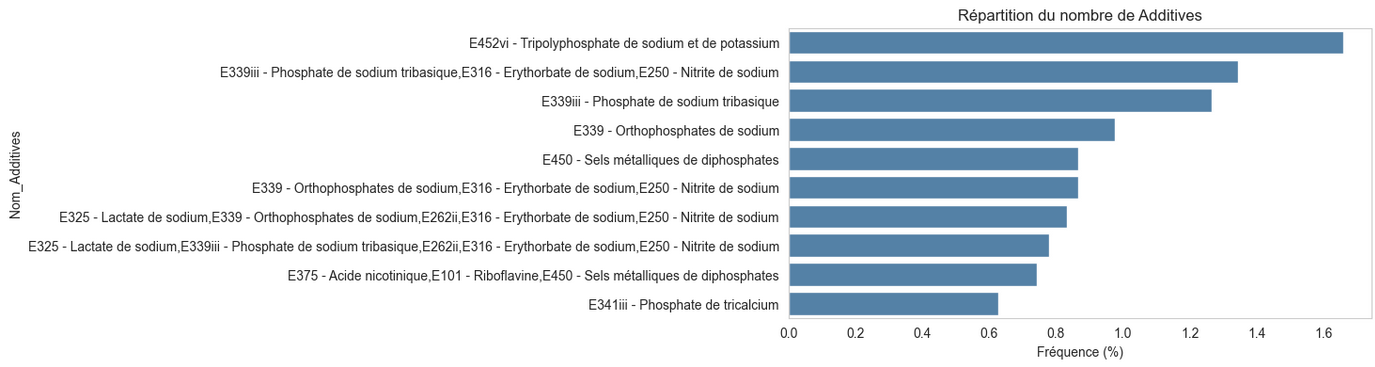 Répartition du nombre de Additives
Nom_Additives
E452vi - Tripolyphosphate de sodium et de potassium
E339iii - Phosphate de sodium tribasique,E316 - Erythorbate de sodium,E250 - Nitrite de sodium
E339iii - Phosphate de sodium tribasique
E339 - Orthophosphates de sodium
E450 - Sels métalliques de diphosphates
E339 - Orthophosphates de sodium,E316 - Erythorbate de sodium,E250 - Nitrite de sodium
E325 - Lactate de sodium,E339 - Orthophosphates de sodium,E262ii,E316 - Erythorbate de sodium,E250 - Nitrite de sodium
E325 - Lactate de sodium,E339iii - Phosphate de sodium tribasique,E262ii,E316 - Erythorbate de sodium,E250 - Nitrite de sodium
E375 - Acide nicotinique,E101 - Riboflavine,E450 - Sels métalliques de diphosphates
E341iii - Phosphate de tricalcium
0.0 0.2 0.4 0.6 0.8 1.0 1.2 1.4 1.6
Fréquence (%)